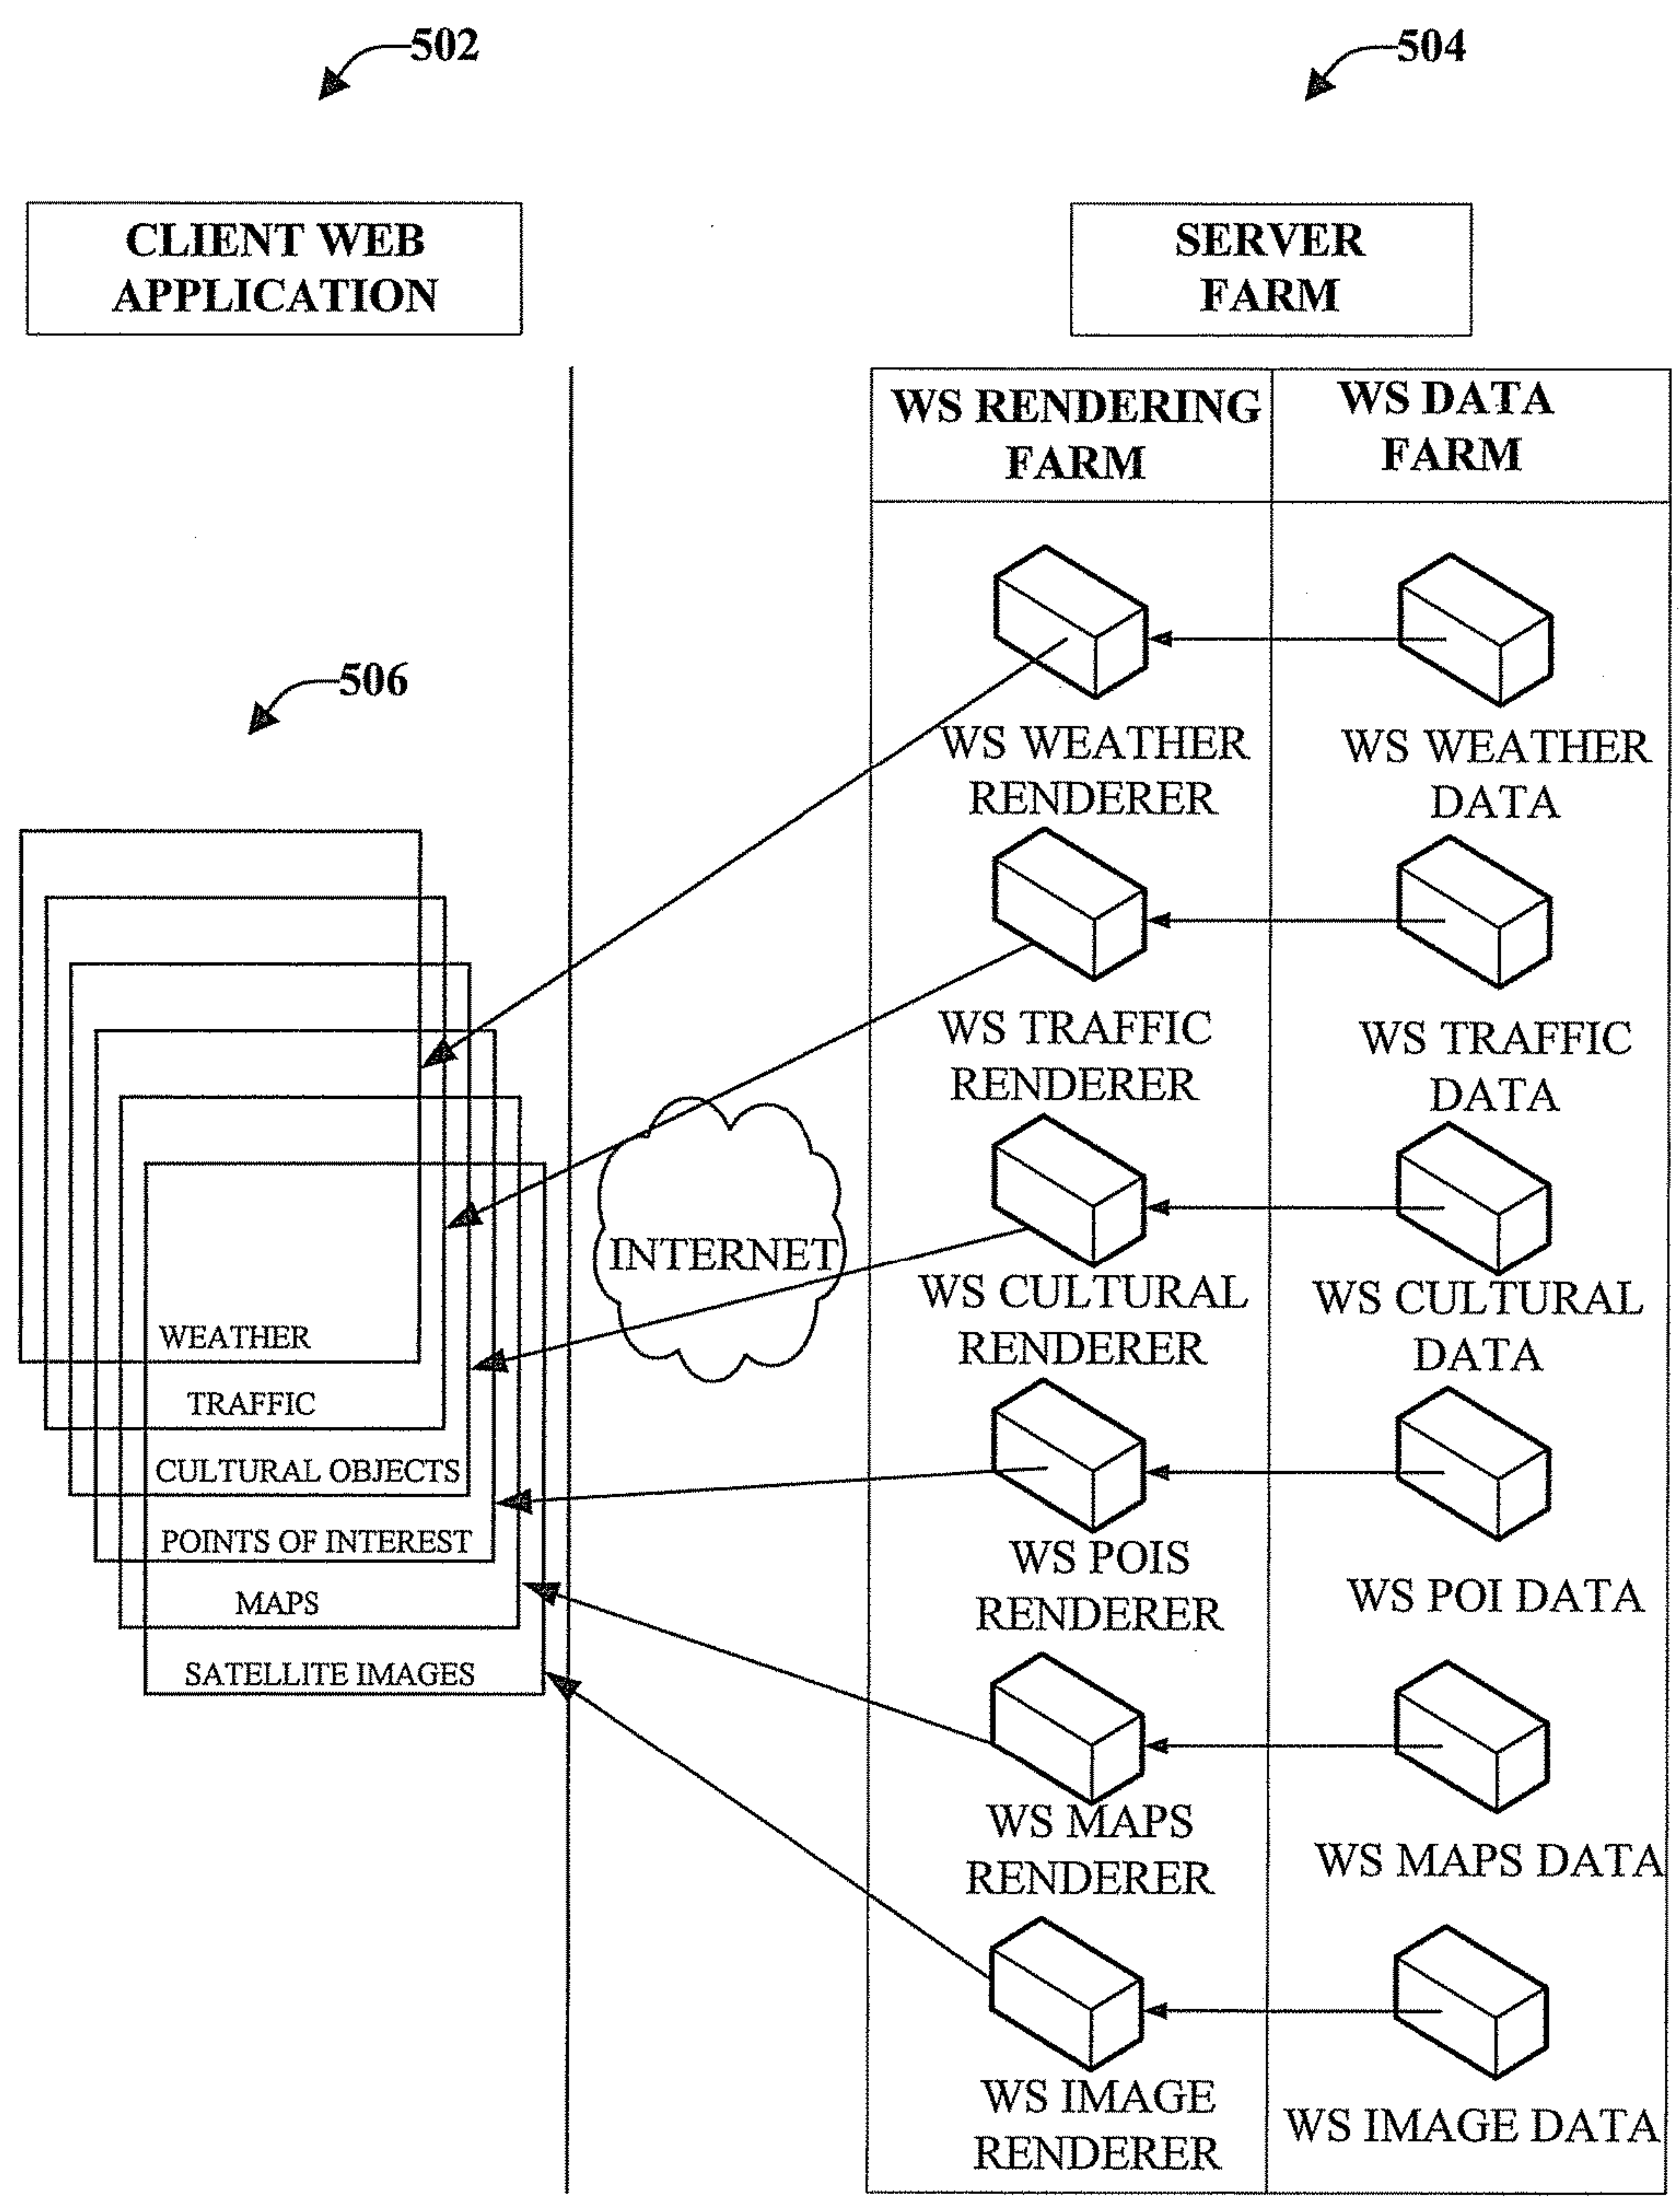 502
504
CLIENT WEB
APPLICATION
SERVER
FARM
WS RENDERING
FARM
WS DATA
FARM
506
WS WEATHER
RENDERER
WS WEATHER
DATA
WS TRAFFIC
RENDERER
WS TRAFFIC
DATA
INTERNET
WS CULTURAL
RENDERER
WS CULTURAL
DATA
WEATHER
TRAFFIC
CULTURAL OBJECTS
POINTS OF INTEREST
MAPS
SATELLITE IMAGES
WS POIS
RENDERER
WS POI DATA
WS MAPS
RENDERER
WS MAPS DATA
WS IMAGE
RENDERER
WS IMAGE DATA